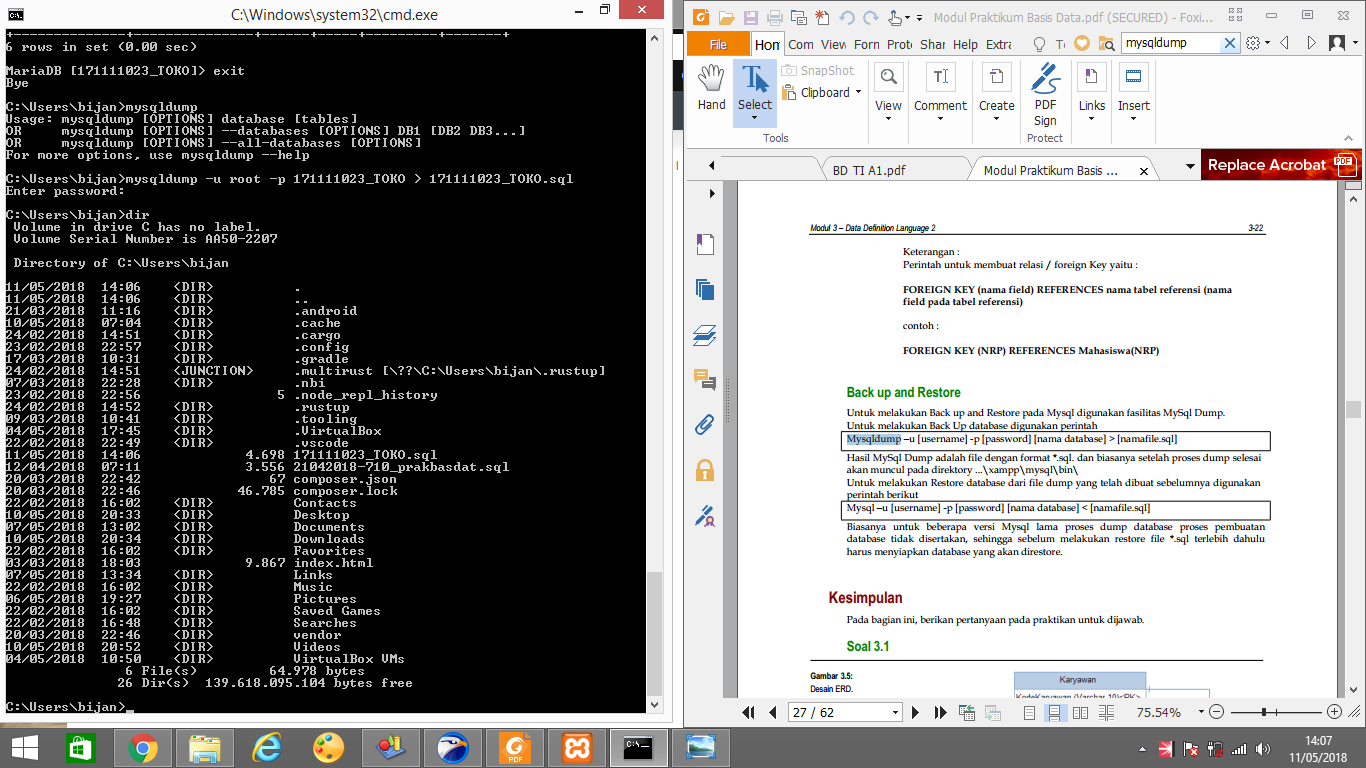 C:\Windows\system32\cmd.exe
6 rows in set (0.00 sec)
MariaDB [171111023_TOKO]> exit
Bye
C:\Users\bijan>mysqldump
Usage: mysqldump [OPTIONS] database [tables]
OR     mysqldump [OPTIONS] --databases [OPTIONS] DB1 [DB2 DB3...]
OR     mysqldump [OPTIONS] --all-databases [OPTIONS]
For more options, use mysqldump --help
C:\Users\bijan>mysqldump -u root -p 171111023_TOKO > 171111023_TOKO.sql
Enter password:
C:\Users\bijan>dir
Volume in drive C has no label.
Volume Serial Number is AA50-2207
Directory of C:\Users\bijan
11/05/2018  14:06    <DIR>          .
11/05/2018  14:06    <DIR>          ..
21/03/2018  11:16    <DIR>          .android
10/05/2018  07:04    <DIR>          .cache
24/02/2018  14:51    <DIR>          .cargo
23/02/2018  22:57    <DIR>          .config
17/03/2018  10:31    <DIR>          .gradle
24/02/2018  14:51    <JUNCTION>     .multirust [\??\C:\Users\bijan\.rustup]
07/03/2018  22:28    <DIR>          .nbi
23/02/2018  22:56                 5 .node_repl_history
24/02/2018  14:52    <DIR>          .rustup
09/03/2018  10:41    <DIR>          .tooling
04/05/2018  17:45    <DIR>          .VirtualBox
22/02/2018  22:49    <DIR>          .vscode
11/05/2018  14:06             4.698 171111023_TOKO.sql
12/04/2018  07:11             3.556 21042018-710_prakbasdat.sql
20/03/2018  22:42                67 composer.json
20/03/2018  22:46            46.785 composer.lock
22/02/2018  16:02    <DIR>          Contacts
10/05/2018  20:33    <DIR>          Desktop
07/05/2018  13:02    <DIR>          Documents
10/05/2018  20:34    <DIR>          Downloads
22/02/2018  16:02    <DIR>          Favorites
03/03/2018  18:03             9.867 index.html
07/05/2018  13:34    <DIR>          Links
22/02/2018  16:02    <DIR>          Music
06/05/2018  19:27    <DIR>          Pictures
22/02/2018  16:02    <DIR>          Saved Games
22/02/2018  16:48    <DIR>          Searches
20/03/2018  22:46    <DIR>          vendor
10/05/2018  20:52    <DIR>          Videos
04/05/2018  10:50    <DIR>          VirtualBox VMs
6 File(s)         64.978 bytes
26 Dir(s)  139.618.095.104 bytes free
C:\Users\bijan>_
Modul Praktikum Basis Data.pdf (SECURED) - Foxi...
File Hom Com View Forn Prot Shar Help Extra To mysqldump
Hand
Select
SnapShot
Clipboard
View
Comment
Create
PDF Sign
Links
Insert
Tools
Protect
BD TI A1.pdf
Modul Praktikum Basis ...
Replace Acrobat
PDF
Modul 3 – Data Definition Language 2 3-22
Keterangan :
Perintah untuk membuat relasi / foreign Key yaitu :
FOREIGN KEY (nama field) REFERENCES nama tabel referensi (nama
field pada tabel referensi)
contoh :
FOREIGN KEY (NRP) REFERENCES Mahasiswa(NRP)
Back up and Restore
Untuk melakukan Back up and Restore pada Mysql digunakan fasilitas MySql Dump.
Untuk melakukan Back Up database digunakan perintah
Mysqldump –u [username] -p [password] [nama database] > [namafile.sql]
Hasil MySql Dump adalah file dengan format *.sql. dan biasanya setelah proses dump selesai
akan muncul pada direktory ...\xampp\mysql\bin\
Untuk melakukan Restore database dari file dump yang telah dibuat sebelumnya digunakan
perintah berikut
Mysql –u [username] -p [password] [nama database] < [namafile.sql]
Biasanya untuk beberapa versi Mysql lama proses dump database proses pembuatan
database tidak disertakan, sehingga sebelum melakukan restore file *.sql terlebih dahulu
harus menyiapkan database yang akan direstore.
Kesimpulan
Pada bagian ini, berikan pertanyaan pada praktikan untuk dijawab.
Soal 3.1
Gambar 3.5:
Desain ERD.
Karyawan
KodeKaryawan (Varchar 10)<PK>
27 / 62
75.54%
PDF
14:07
11/05/2018